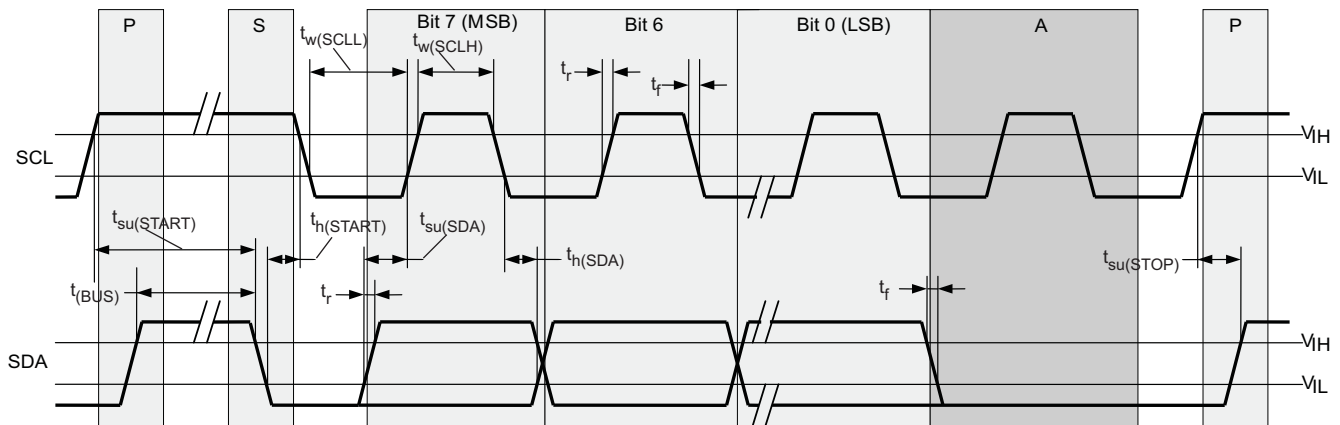 P S Bit 7 (MSB) Bit 6 Bit 0 (LSB) A P
tw(SCLL) tw(SCLH) tr tf
SCL VIH
VIL
tsu(START) th(START) tsu(SDA) th(SDA) tsu(STOP)
t(BUS) tr tf
SDA VIH
VIL